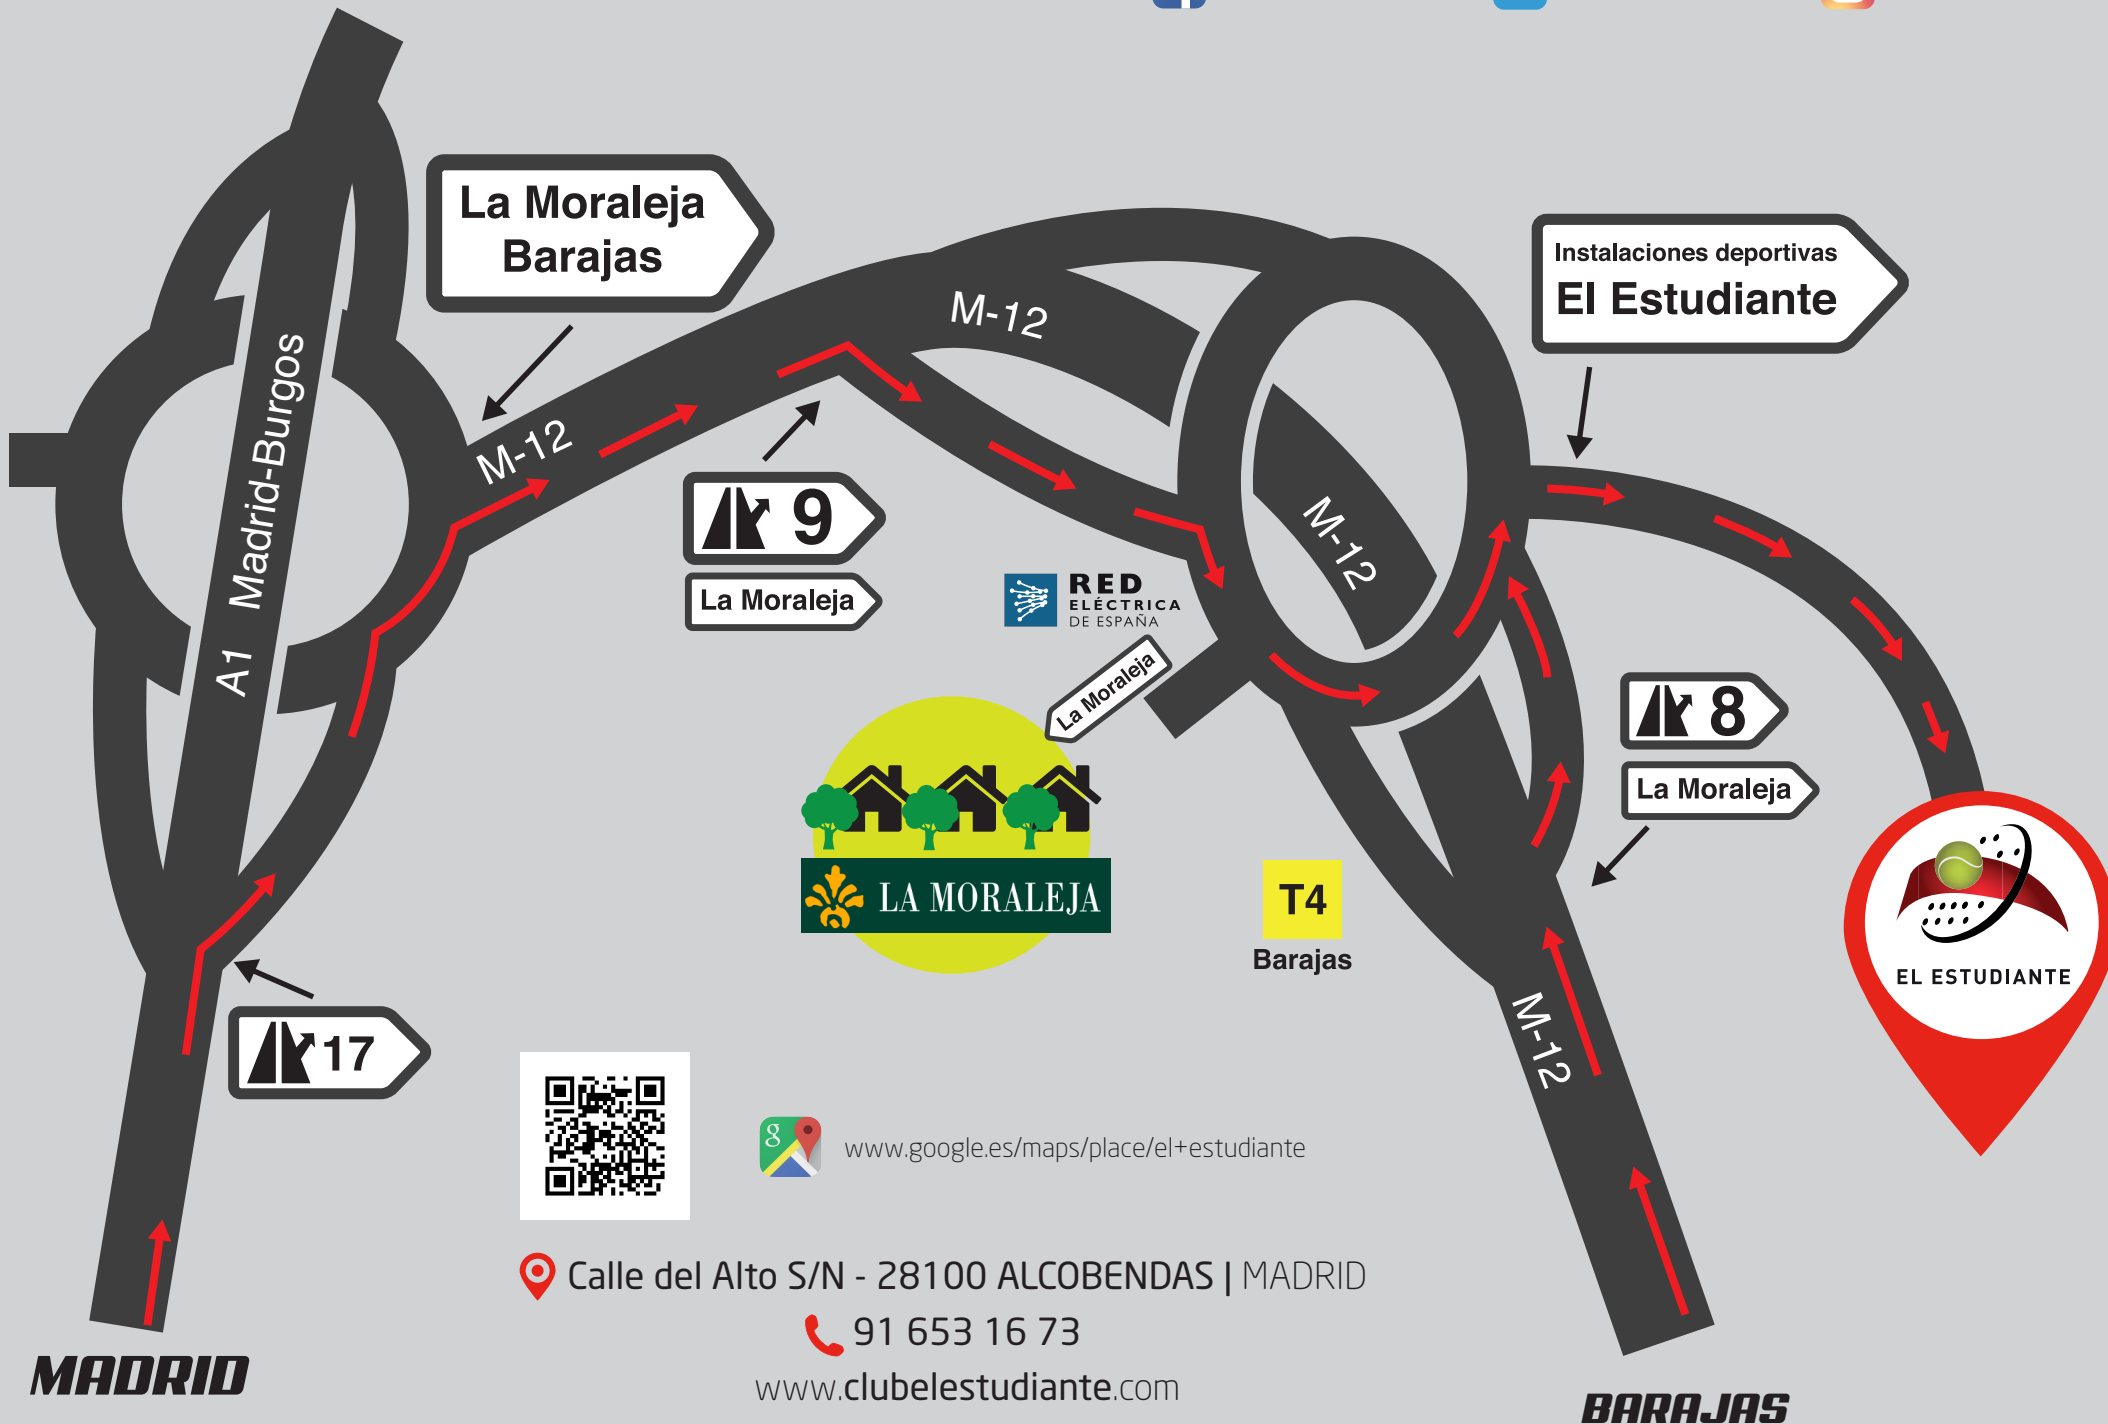 La Moraleja
Barajas
M-12
Instalaciones deportivas
El Estudiante
A1 Madrid-Burgos
M-12
9
La Moraleja
RED
ELÉCTRICA
DE ESPAÑA
M-12
La Moraleja
8
La Moraleja
LA MORALEJA
T4
Barajas
EL ESTUDIANTE
17
M-12
g
www.google.es/maps/place/el+estudiante
Calle del Alto S/N - 28100 ALCOBENDAS | MADRID
91 653 16 73
www.clubelestudiante.com
MADRID
BARAJAS